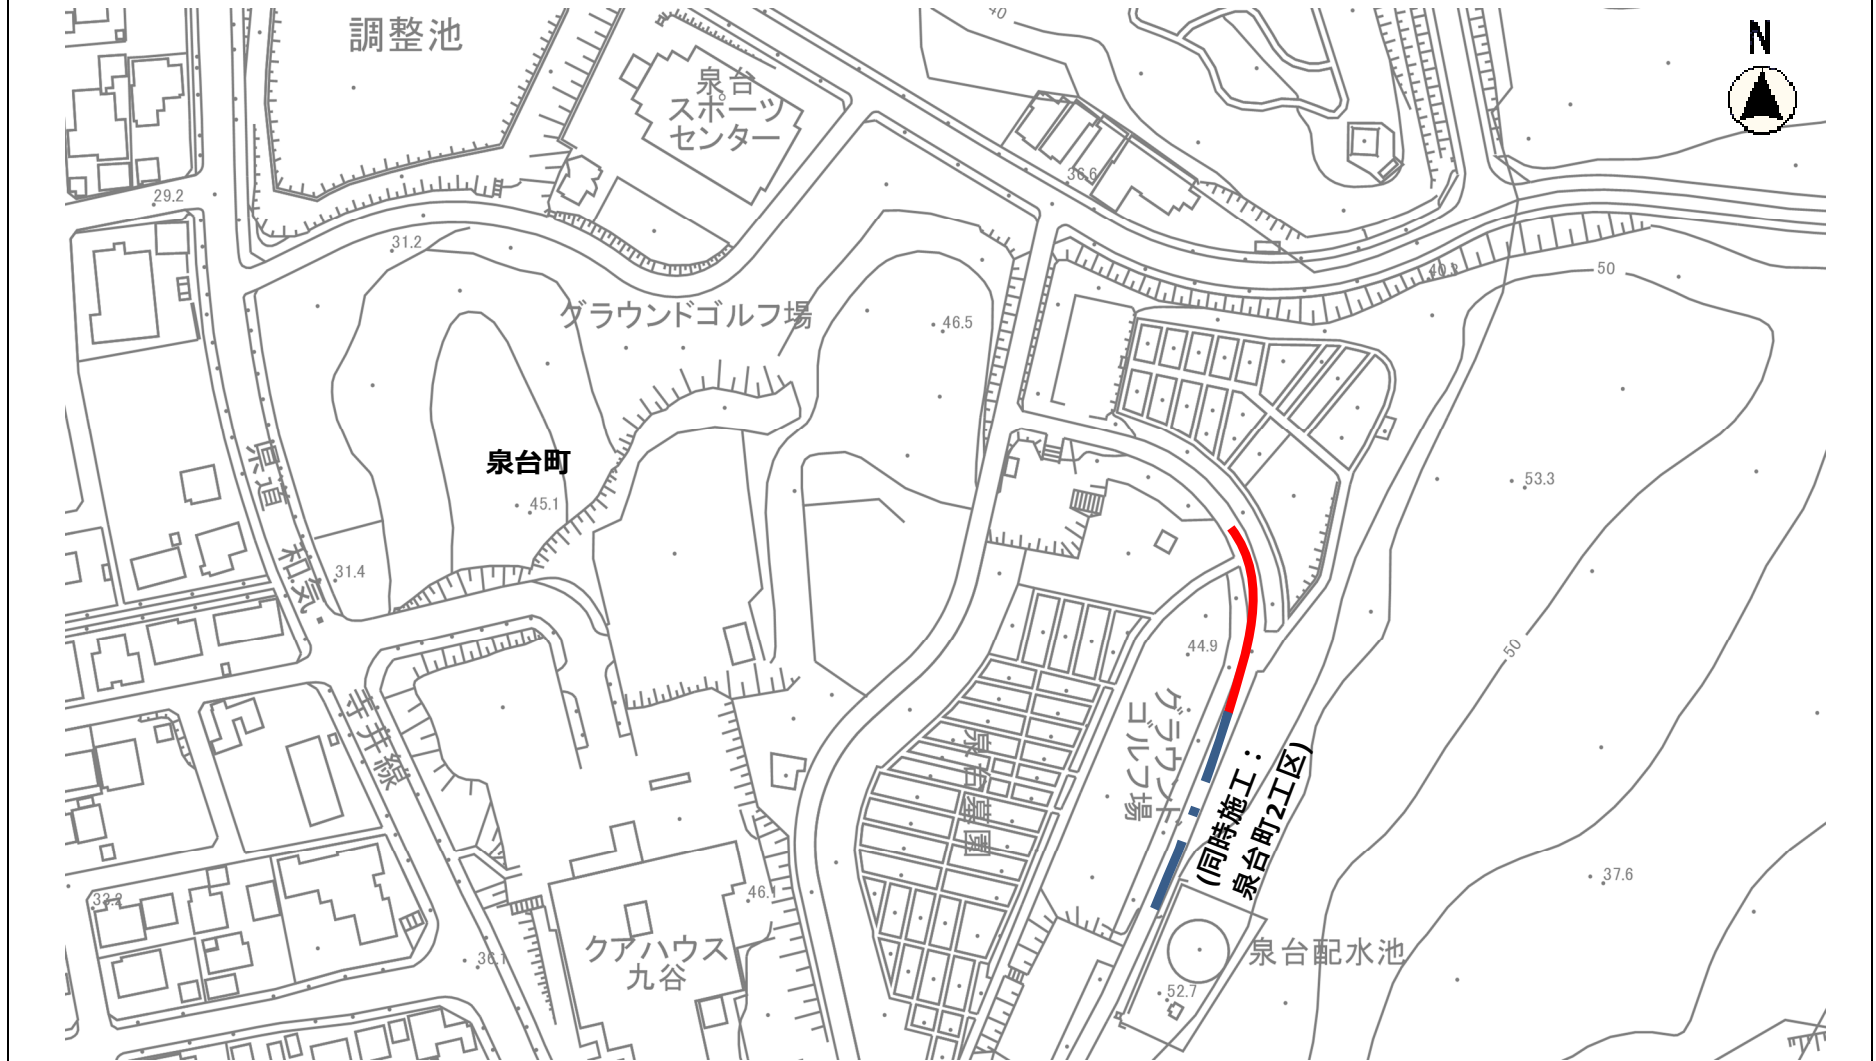 調整池
40
N
泉台
スポーツ
センター
36.6
29.2
31.2
40.2
50
グラウンドゴルフ場
46.5
泉台町
県道 和気・寺井線
45.1
53.3
31.4
44.9
50
グラウンド
ゴルフ場
泉台墓園
(同時施工：
泉台町2工区)
33.2
46.1
37.6
36.1
クアハウス
九谷
泉台配水池
52.7